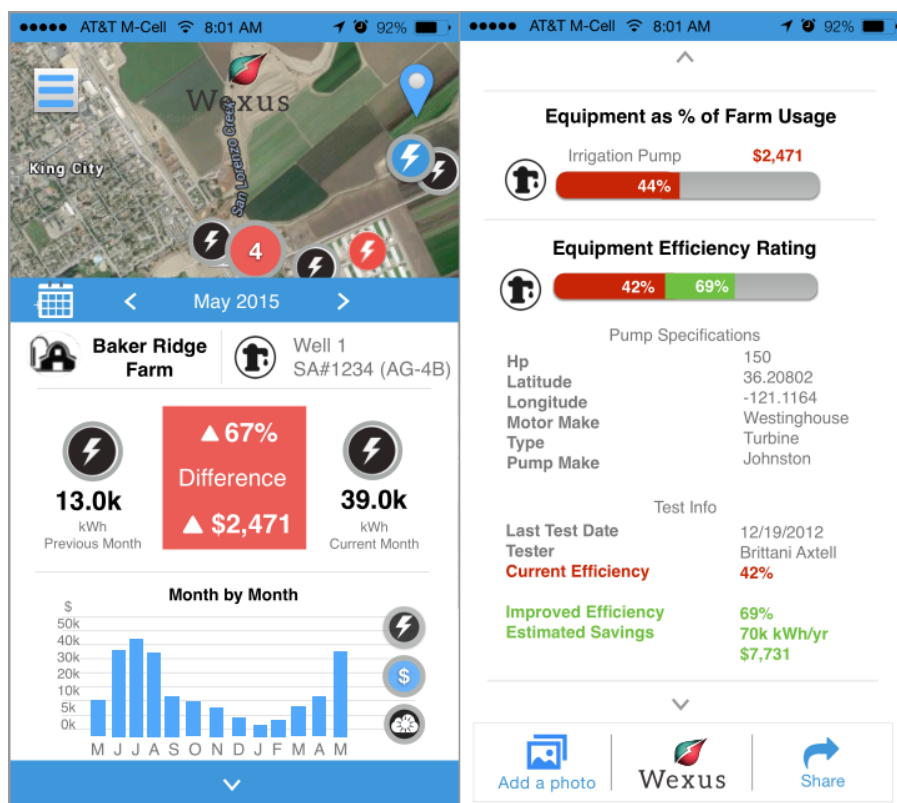 AT&T M-Cell 8:01 AM 92%
Wexus
King City
San Lorenzo Creek
4
May 2015
Baker Ridge
Farm
Well 1
SA#1234 (AG-4B)
67%
Difference
$2,471
13.0k
kWh
Previous Month
39.0k
kWh
Current Month
Month by Month
$
50k
40k
30k
20k
10k
5k
0k
M J J A S O N D J F M A M
$
AT&T M-Cell 8:01 AM 92%
Equipment as % of Farm Usage
Irrigation Pump $2,471
44%
Equipment Efficiency Rating
42% 69%
Pump Specifications
Hp 150
Latitude 36.20802
Longitude -121.1164
Motor Make Westinghouse
Type Turbine
Pump Make Johnston
Test Info
Last Test Date 12/19/2012
Tester Brittani Axtell
Current Efficiency 42%
Improved Efficiency 69%
Estimated Savings 70k kWh/yr
$7,731
Add a photo
Wexus
Share